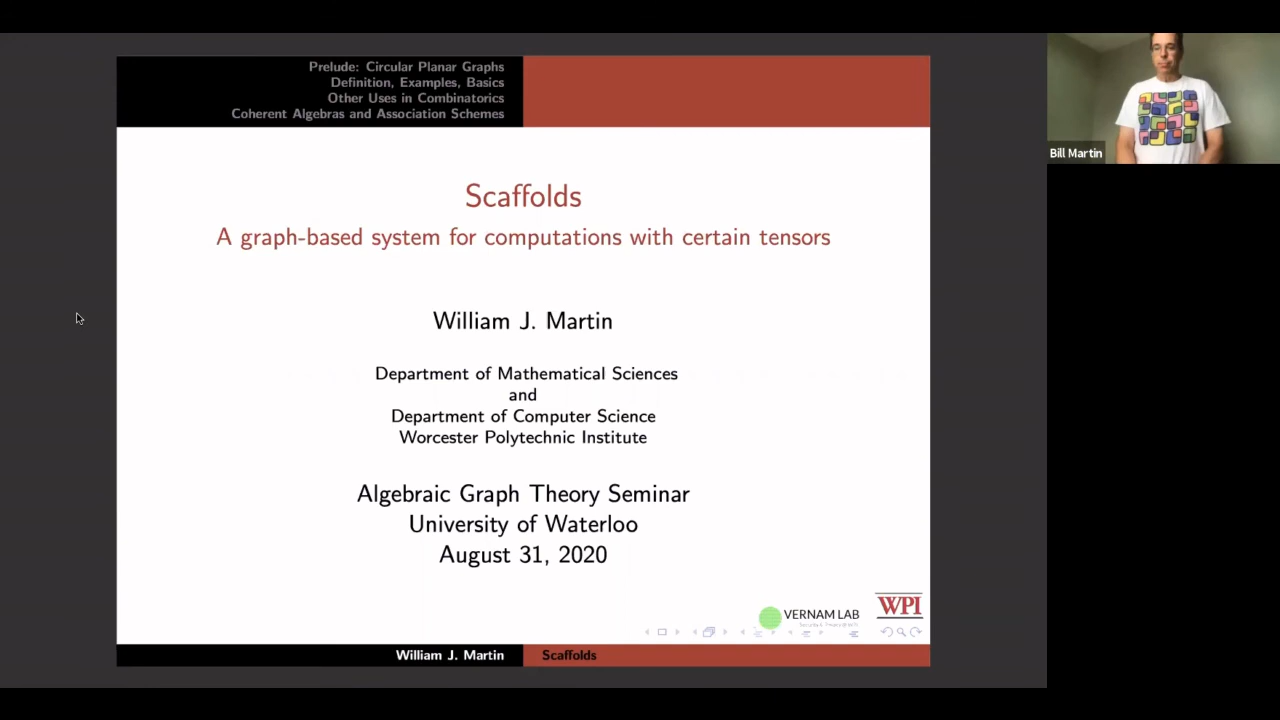 Prelude: Circular Planar Graphs
Definition, Examples, Basics
Other Uses in Combinatorics
Coherent Algebras and Association Schemes
Bill Martin
Scaffolds
A graph-based system for computations with certain tensors
William J. Martin
Department of Mathematical Sciences
and
Department of Computer Science
Worcester Polytechnic Institute
Algebraic Graph Theory Seminar
University of Waterloo
August 31, 2020
VERNAM LAB
WPI
William J. Martin
Scaffolds